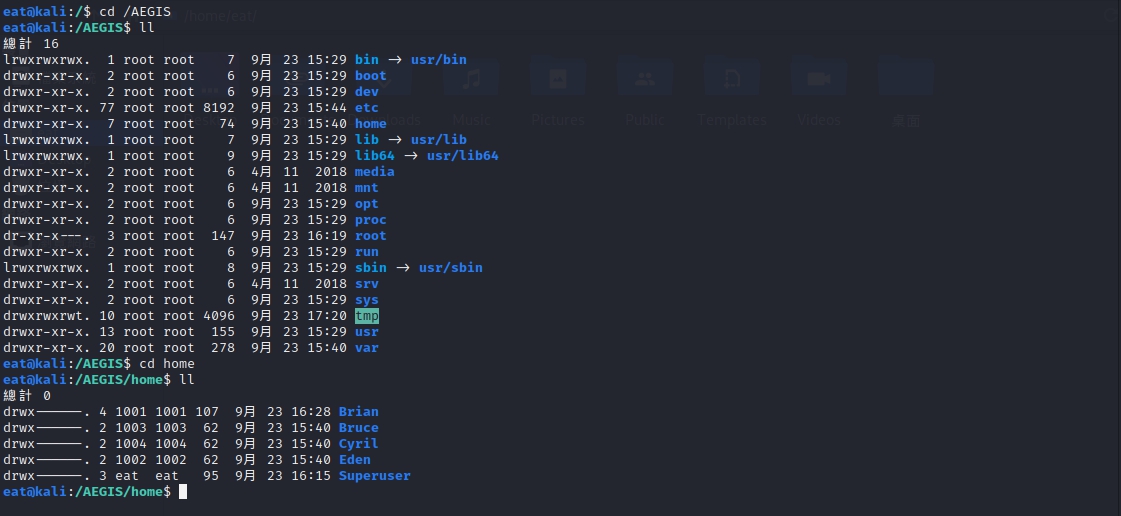 eat@kali:/$ cd /AEGIS
eat@kali:/AEGIS$ ll
總計 16
lrwxrwxrwx. 1 root root 7 9月 23 15:29 bin -> usr/bin
drwxr-xr-x. 2 root root 6 9月 23 15:29 boot
drwxr-xr-x. 2 root root 6 9月 23 15:29 dev
drwxr-xr-x. 77 root root 8192 9月 23 15:44 etc
drwxr-xr-x. 7 root root 74 9月 23 15:40 home
lrwxrwxrwx. 1 root root 7 9月 23 15:29 lib -> usr/lib
lrwxrwxrwx. 1 root root 9 9月 23 15:29 lib64 -> usr/lib64
drwxr-xr-x. 2 root root 6 4月 11 2018 media
drwxr-xr-x. 2 root root 6 4月 11 2018 mnt
drwxr-xr-x. 2 root root 6 9月 23 15:29 opt
drwxr-xr-x. 2 root root 6 9月 23 15:29 proc
dr-xr-x---. 3 root root 147 9月 23 16:19 root
drwxr-xr-x. 2 root root 6 9月 23 15:29 run
lrwxrwxrwx. 1 root root 8 9月 23 15:29 sbin -> usr/sbin
drwxr-xr-x. 2 root root 6 4月 11 2018 srv
drwxr-xr-x. 2 root root 6 9月 23 15:29 sys
drwxrwxrwt. 10 root root 4096 9月 23 17:20 tmp
drwxr-xr-x. 13 root root 155 9月 23 15:29 usr
drwxr-xr-x. 20 root root 278 9月 23 15:40 var
eat@kali:/AEGIS$ cd home
eat@kali:/AEGIS/home$ ll
總計 0
drwx------. 4 1001 1001 107 9月 23 16:28 Brian
drwx------. 2 1003 1003 62 9月 23 15:40 Bruce
drwx------. 2 1004 1004 62 9月 23 15:40 Cyril
drwx------. 2 1002 1002 62 9月 23 15:40 Eden
drwx------. 3 eat eat 95 9月 23 16:15 Superuser
eat@kali:/AEGIS/home$
/home/eat/
Music Pictures Public Templates Videos 桌面